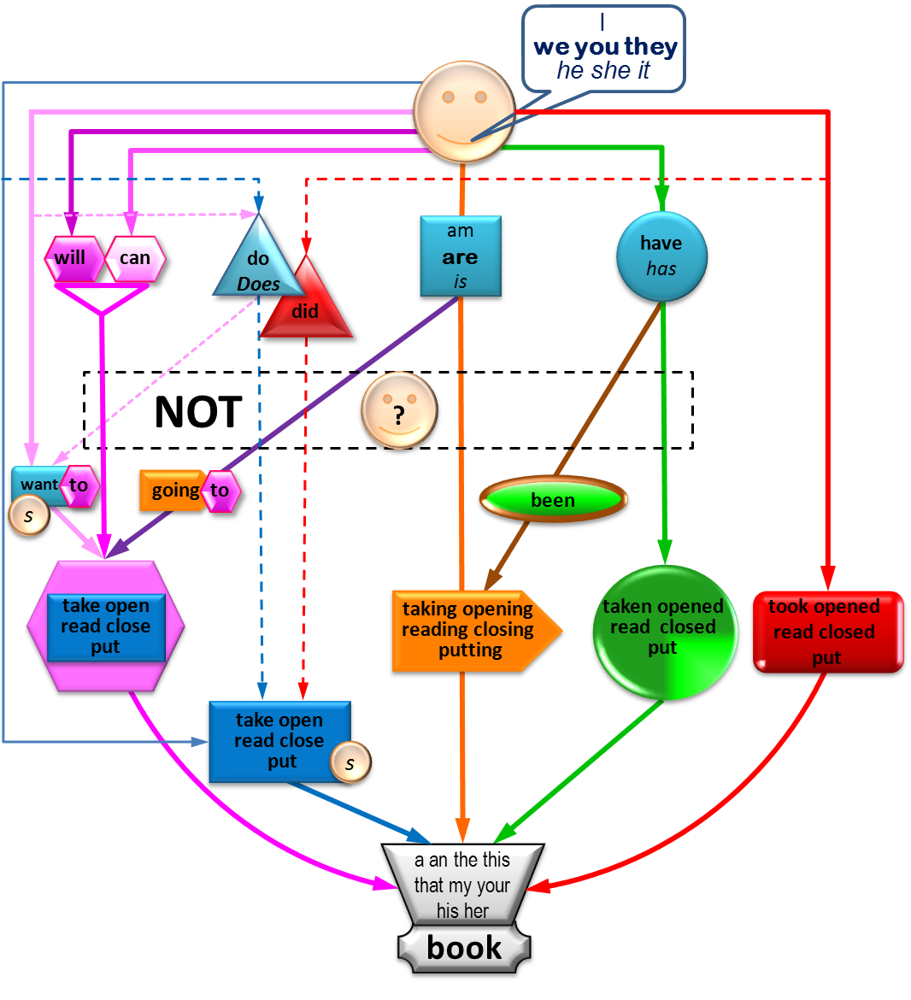 I
we you they
he she it
am
are
is
have
has
will
can
do
Does
did
NOT
?
want
to
s
going
to
been
take open
read close
put
taking opening
reading closing
putting
taken opened
read closed
put
took opened
read closed
put
take open
read close
put
s
a an the this
that my your
his her
book